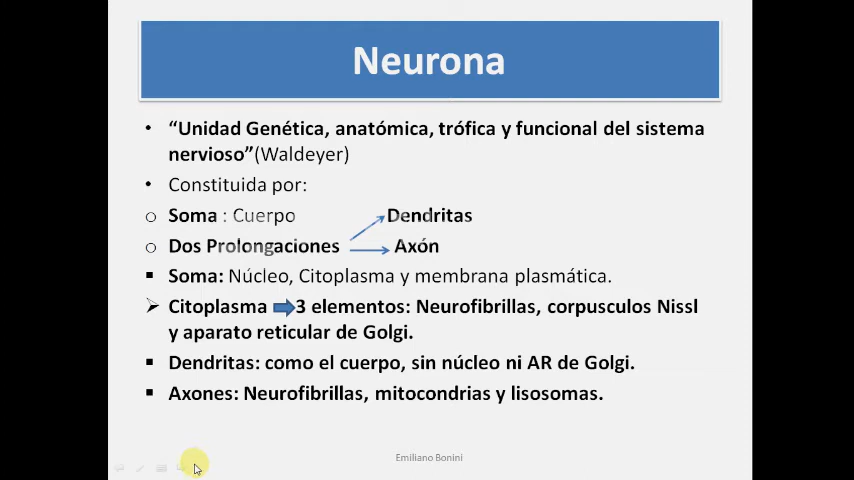 Neurona
• “Unidad Genética, anatómica, trófica y funcional del sistema
nervioso”(Waldeyer)
• Constituida por:
o Soma : Cuerpo Dendritas
o Dos Prolongaciones Axón
▪ Soma: Núcleo, Citoplasma y membrana plasmática.
➢ Citoplasma 3 elementos: Neurofibrillas, corpusculos Nissl
y aparato reticular de Golgi.
▪ Dendritas: como el cuerpo, sin núcleo ni AR de Golgi.
▪ Axones: Neurofibrillas, mitocondrias y lisosomas.
Emiliano Bonini